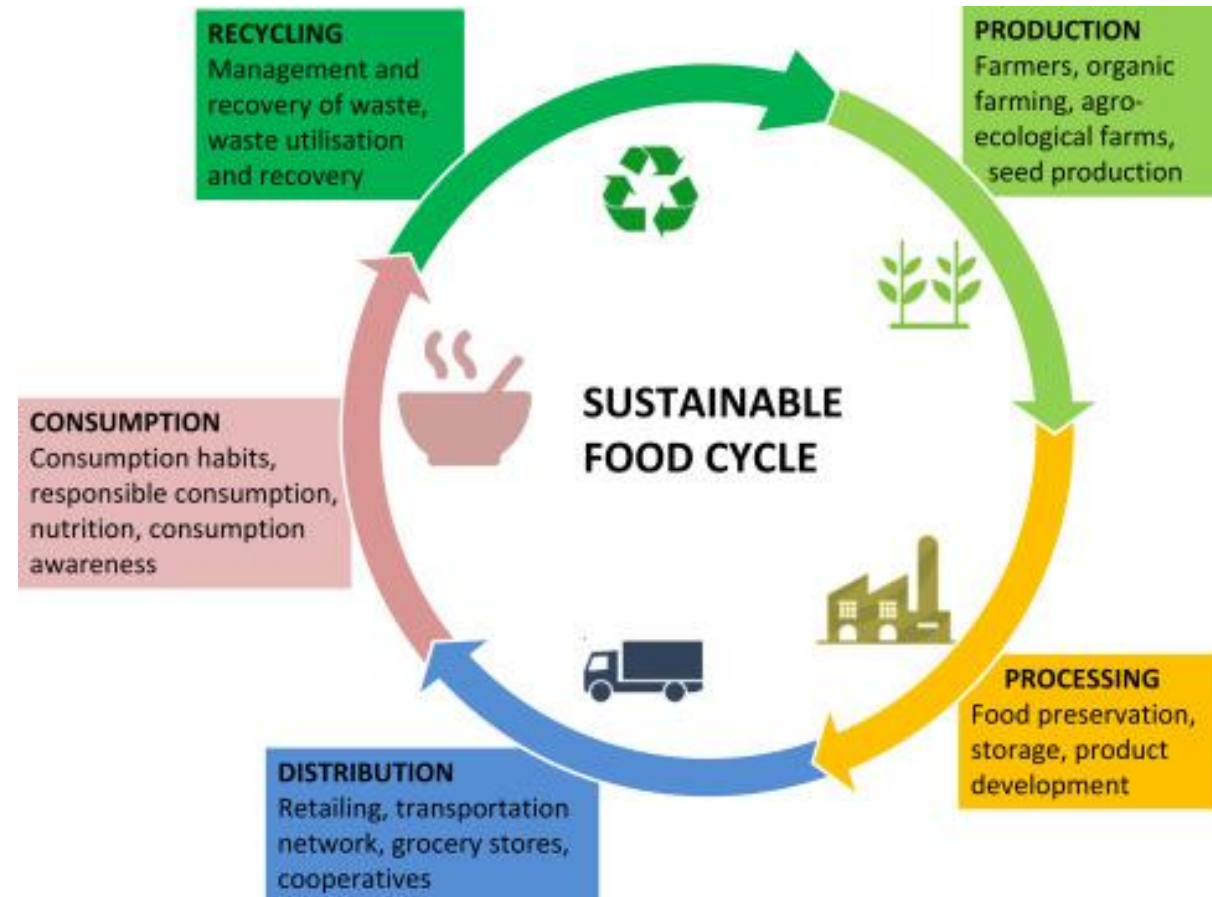 RECYCLING
Management and
recovery of waste,
waste utilisation
and recovery
PRODUCTION
Farmers, organic
farming, agro-
ecological farms,
seed production
SUSTAINABLE
FOOD CYCLE
CONSUMPTION
Consumption habits,
responsible consumption,
nutrition, consumption
awareness
PROCESSING
Food preservation,
storage, product
development
DISTRIBUTION
Retailing, transportation
network, grocery stores,
cooperatives